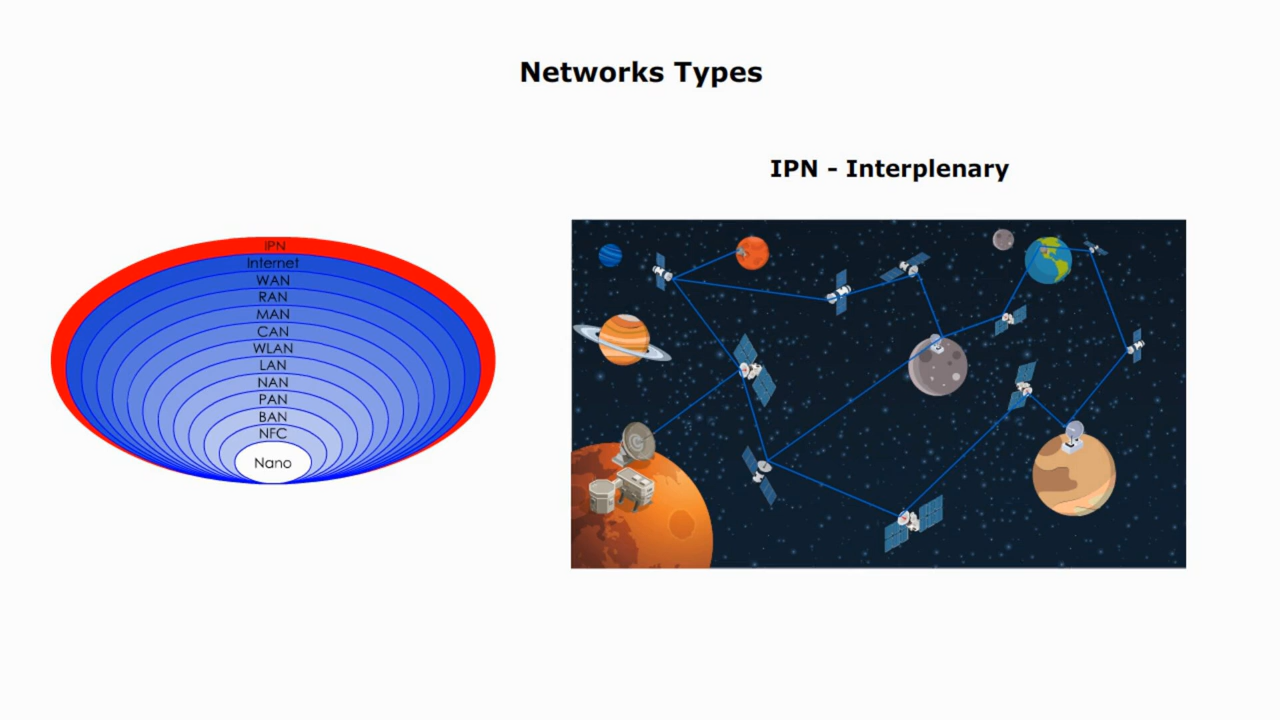 Networks Types
IPN - Interplenary
IPN
Internet
WAN
RAN
MAN
CAN
WLAN
LAN
NAN
PAN
BAN
NFC
Nano